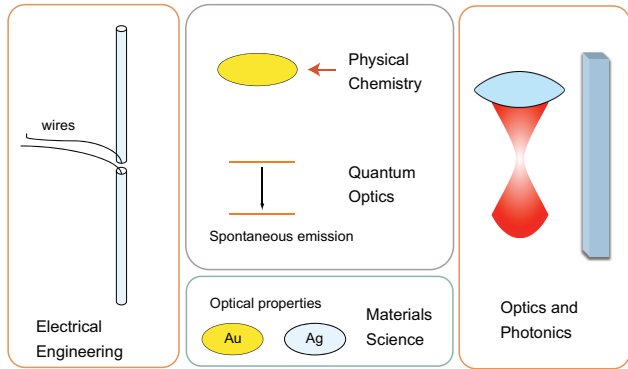 wires
Electrical
Engineering
Physical
Chemistry
Quantum
Optics
Spontaneous emission
Optical properties
Au
Ag
Materials
Science
Optics and
Photonics